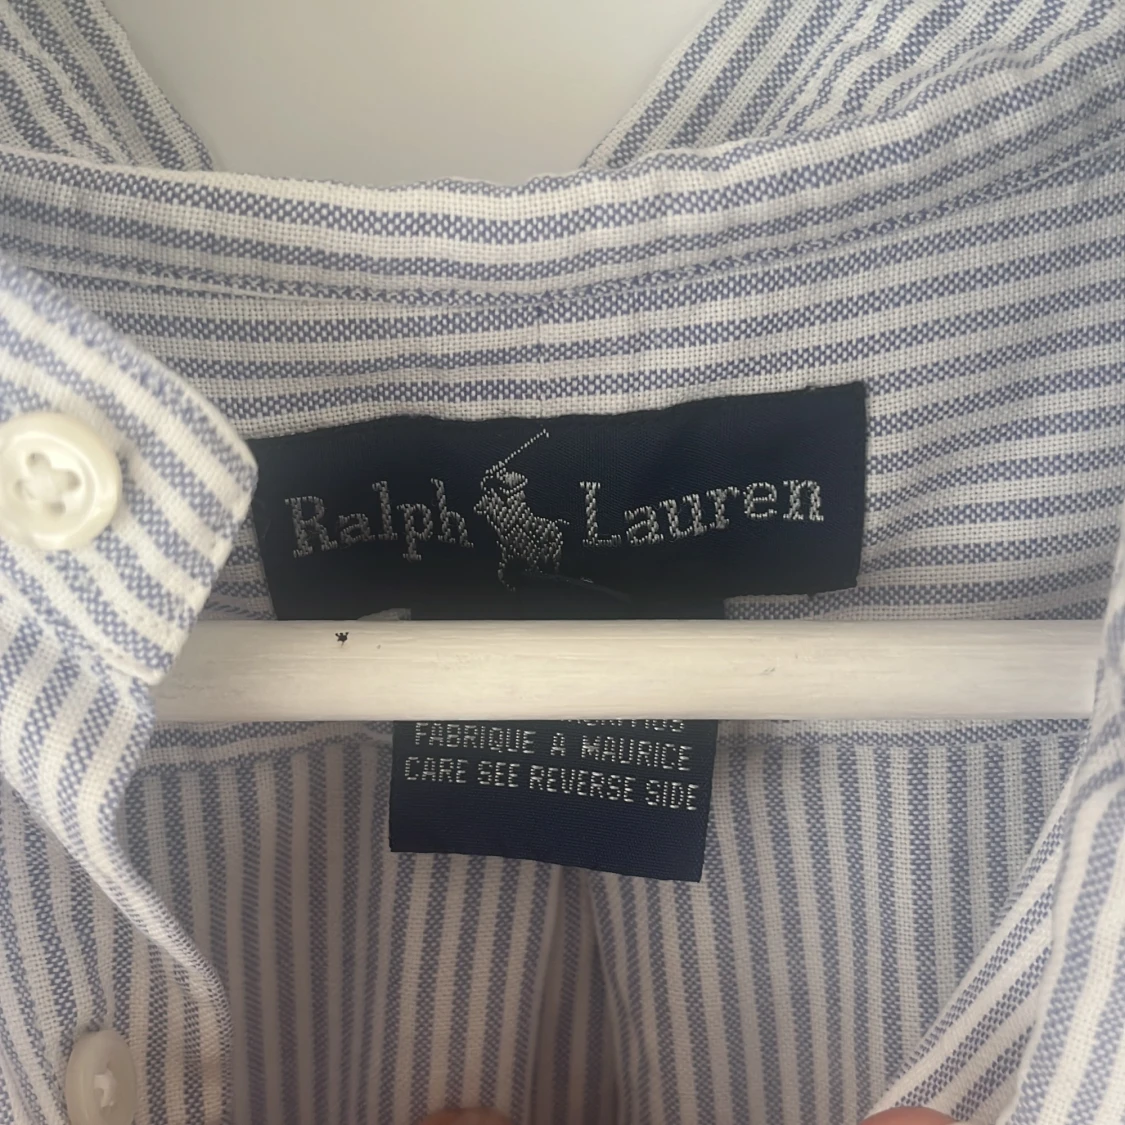 Ralph Lauren
FABRIQUE A MAURICE
CARE SEE REVERSE SIDE